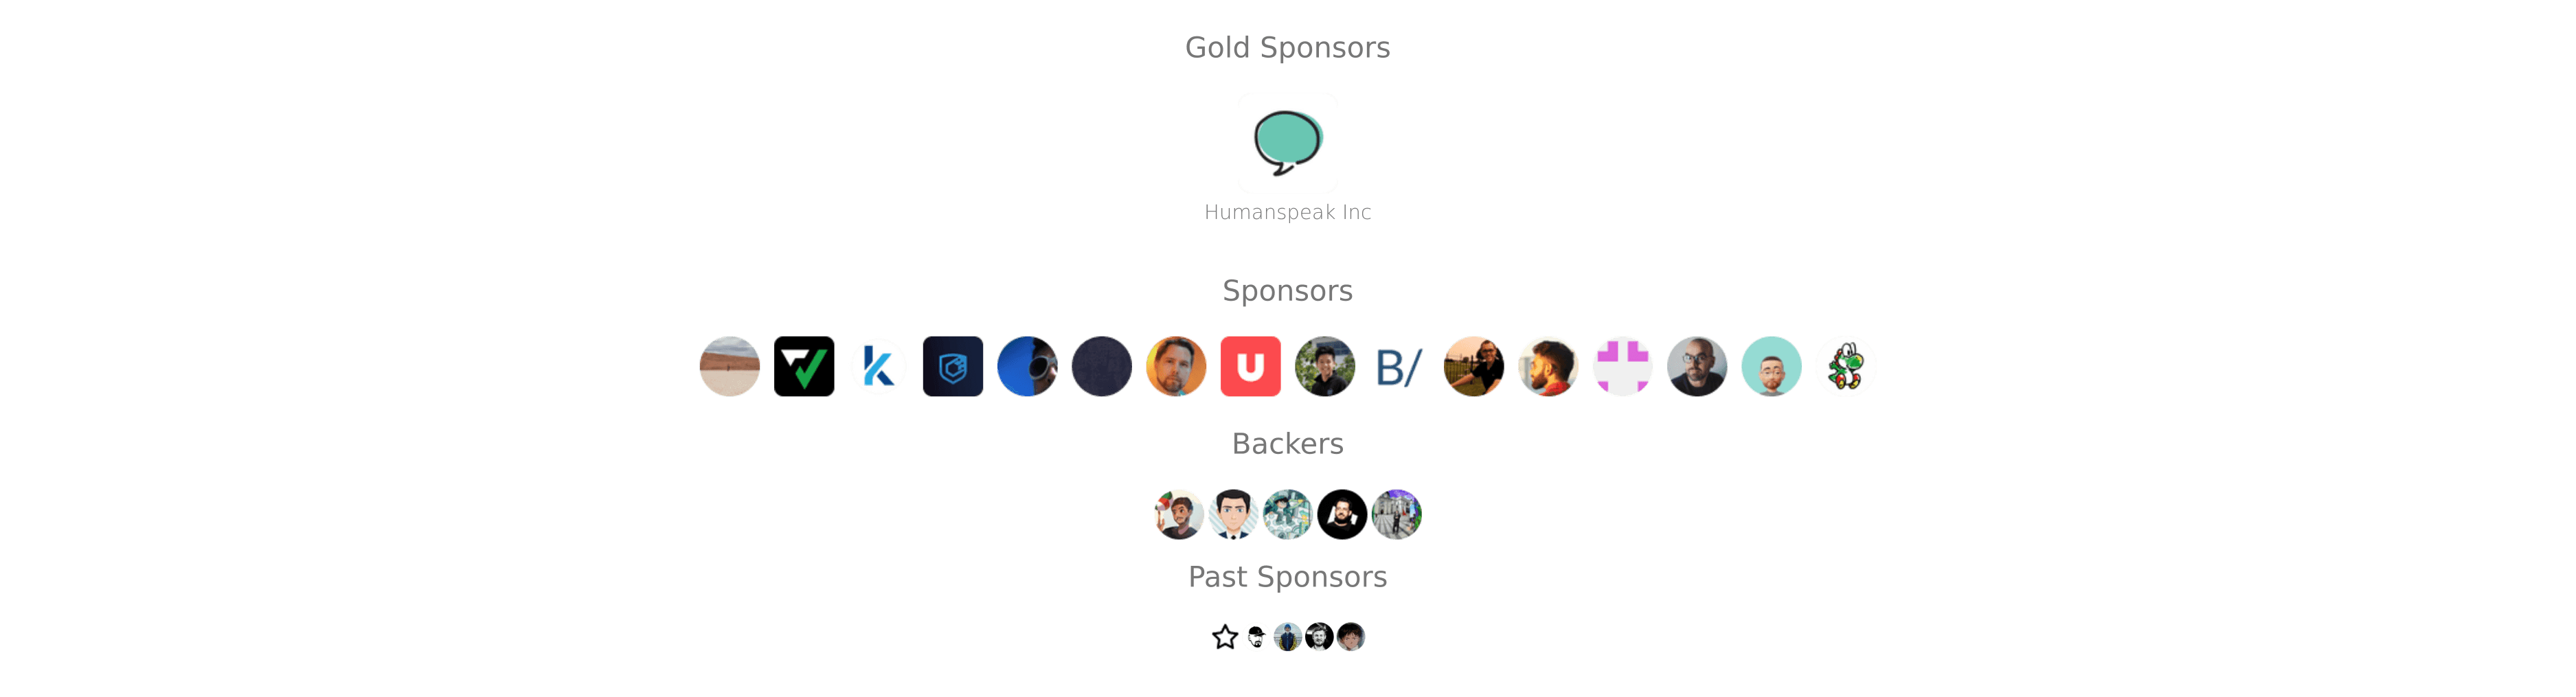 Gold Sponsors
Humanspeak Inc
Sponsors
U
B/
Backers
Past Sponsors